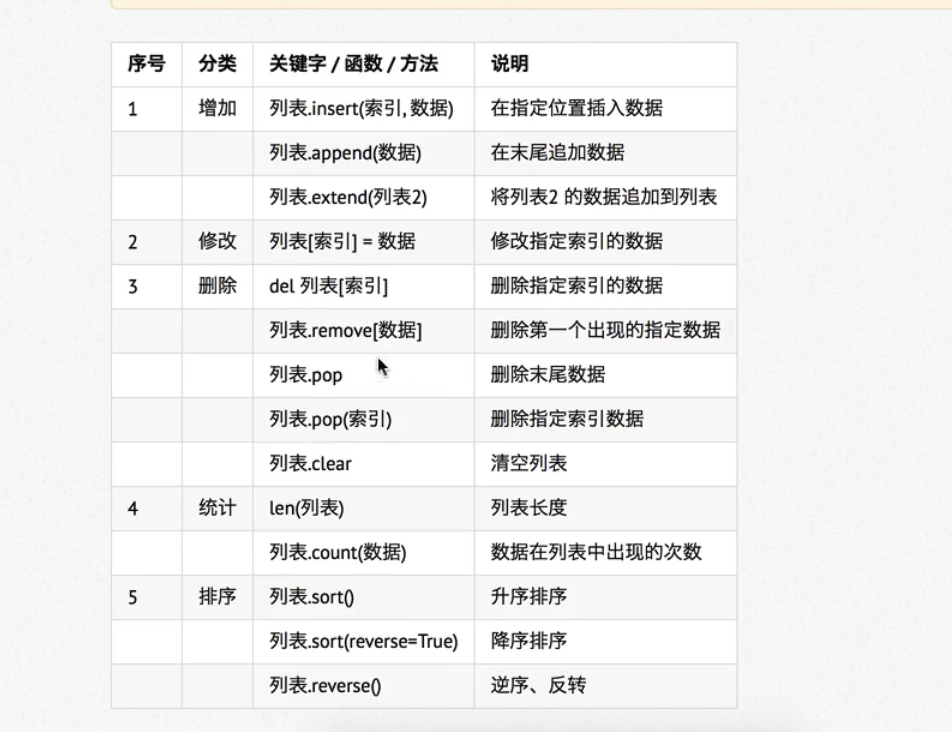 序号 分类 关键字 / 函数 / 方法 说明
1 增加 列表.insert(索引, 数据) 在指定位置插入数据
列表.append(数据) 在末尾追加数据
列表.extend(列表2) 将列表2 的数据追加到列表
2 修改 列表[索引] = 数据 修改指定索引的数据
3 删除 del 列表[索引] 删除指定索引的数据
列表.remove[数据] 删除第一个出现的指定数据
列表.pop 删除末尾数据
列表.pop(索引) 删除指定索引数据
列表.clear 清空列表
4 统计 len(列表) 列表长度
列表.count(数据) 数据在列表中出现的次数
5 排序 列表.sort() 升序排序
列表.sort(reverse=True) 降序排序
列表.reverse() 逆序、反转